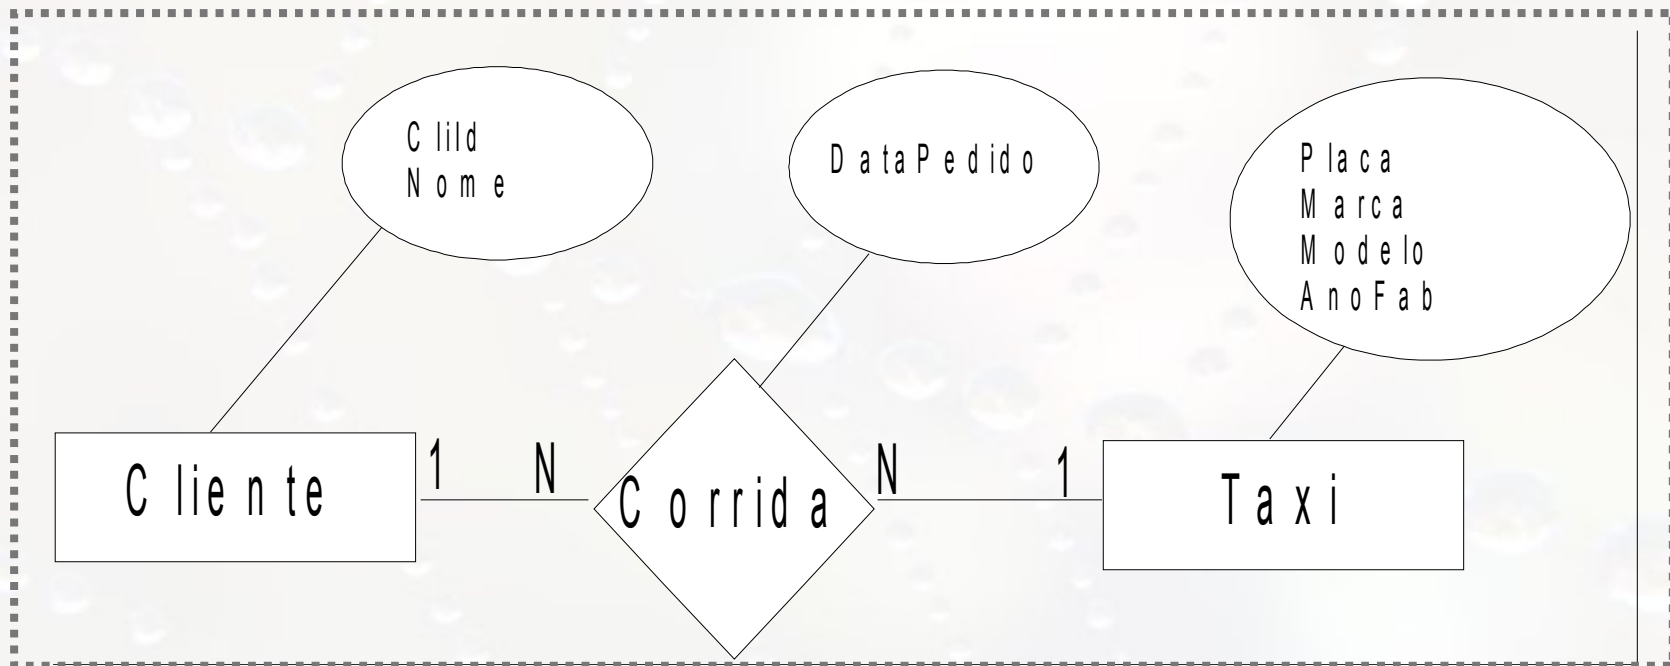 CliId
Nome
DataPedido
Placa
Marca
Modelo
AnoFab
Cliente
1
N
Corrida
N
1
Taxi